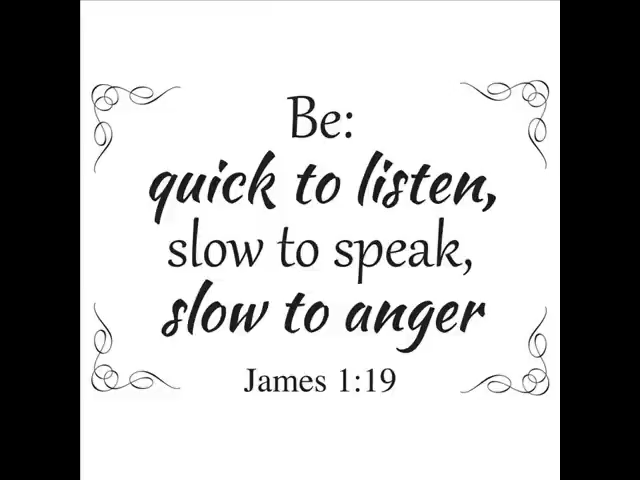 Be:
quick to listen,
slow to speak,
slow to anger
James 1:19